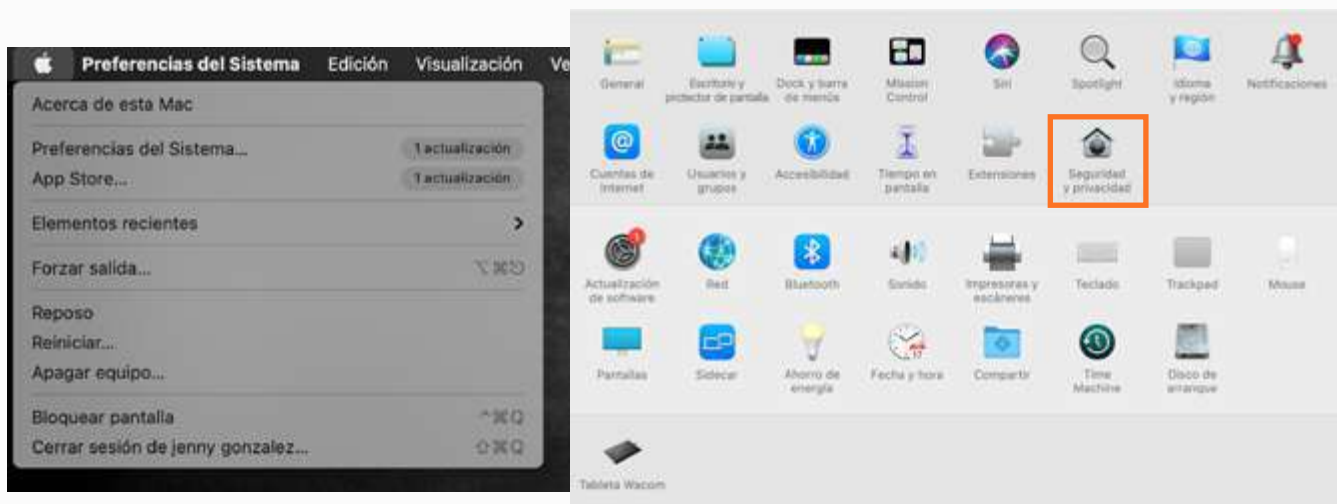 Preferencias del Sistema Edición Visualización Ve
Acerca de esta Mac
Preferencias del Sistema... 1 actualización
App Store... 1 actualización
Elementos recientes
Forzar salida... ⌥⌘⎋
Reposo
Reiniciar...
Apagar equipo...
Bloquear pantalla ^⌘Q
Cerrar sesión de jenny gonzalez... ⇧⌘Q
General Escritorio y Dock y barra Mission Siri Spotlight Idioma Notificaciones
protector de pantalla de menús Control y región
Cuentas de Usuarios y Accesibilidad Tiempo en Extensiones Seguridad
Internet grupos pantalla y privacidad
1
Actualización Red Bluetooth Sonido Impresoras y Teclado Trackpad Mouse
de software escáneres
Pantallas Sidecar Ahorro de Fecha y hora Compartir Time Disco de
energía Machine arranque
Tableta Wacom